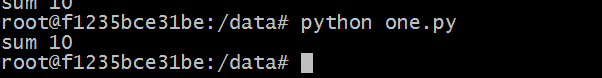 sum 10
root@f1235bce31be:/data# python one.py
sum 10
root@f1235bce31be:/data#